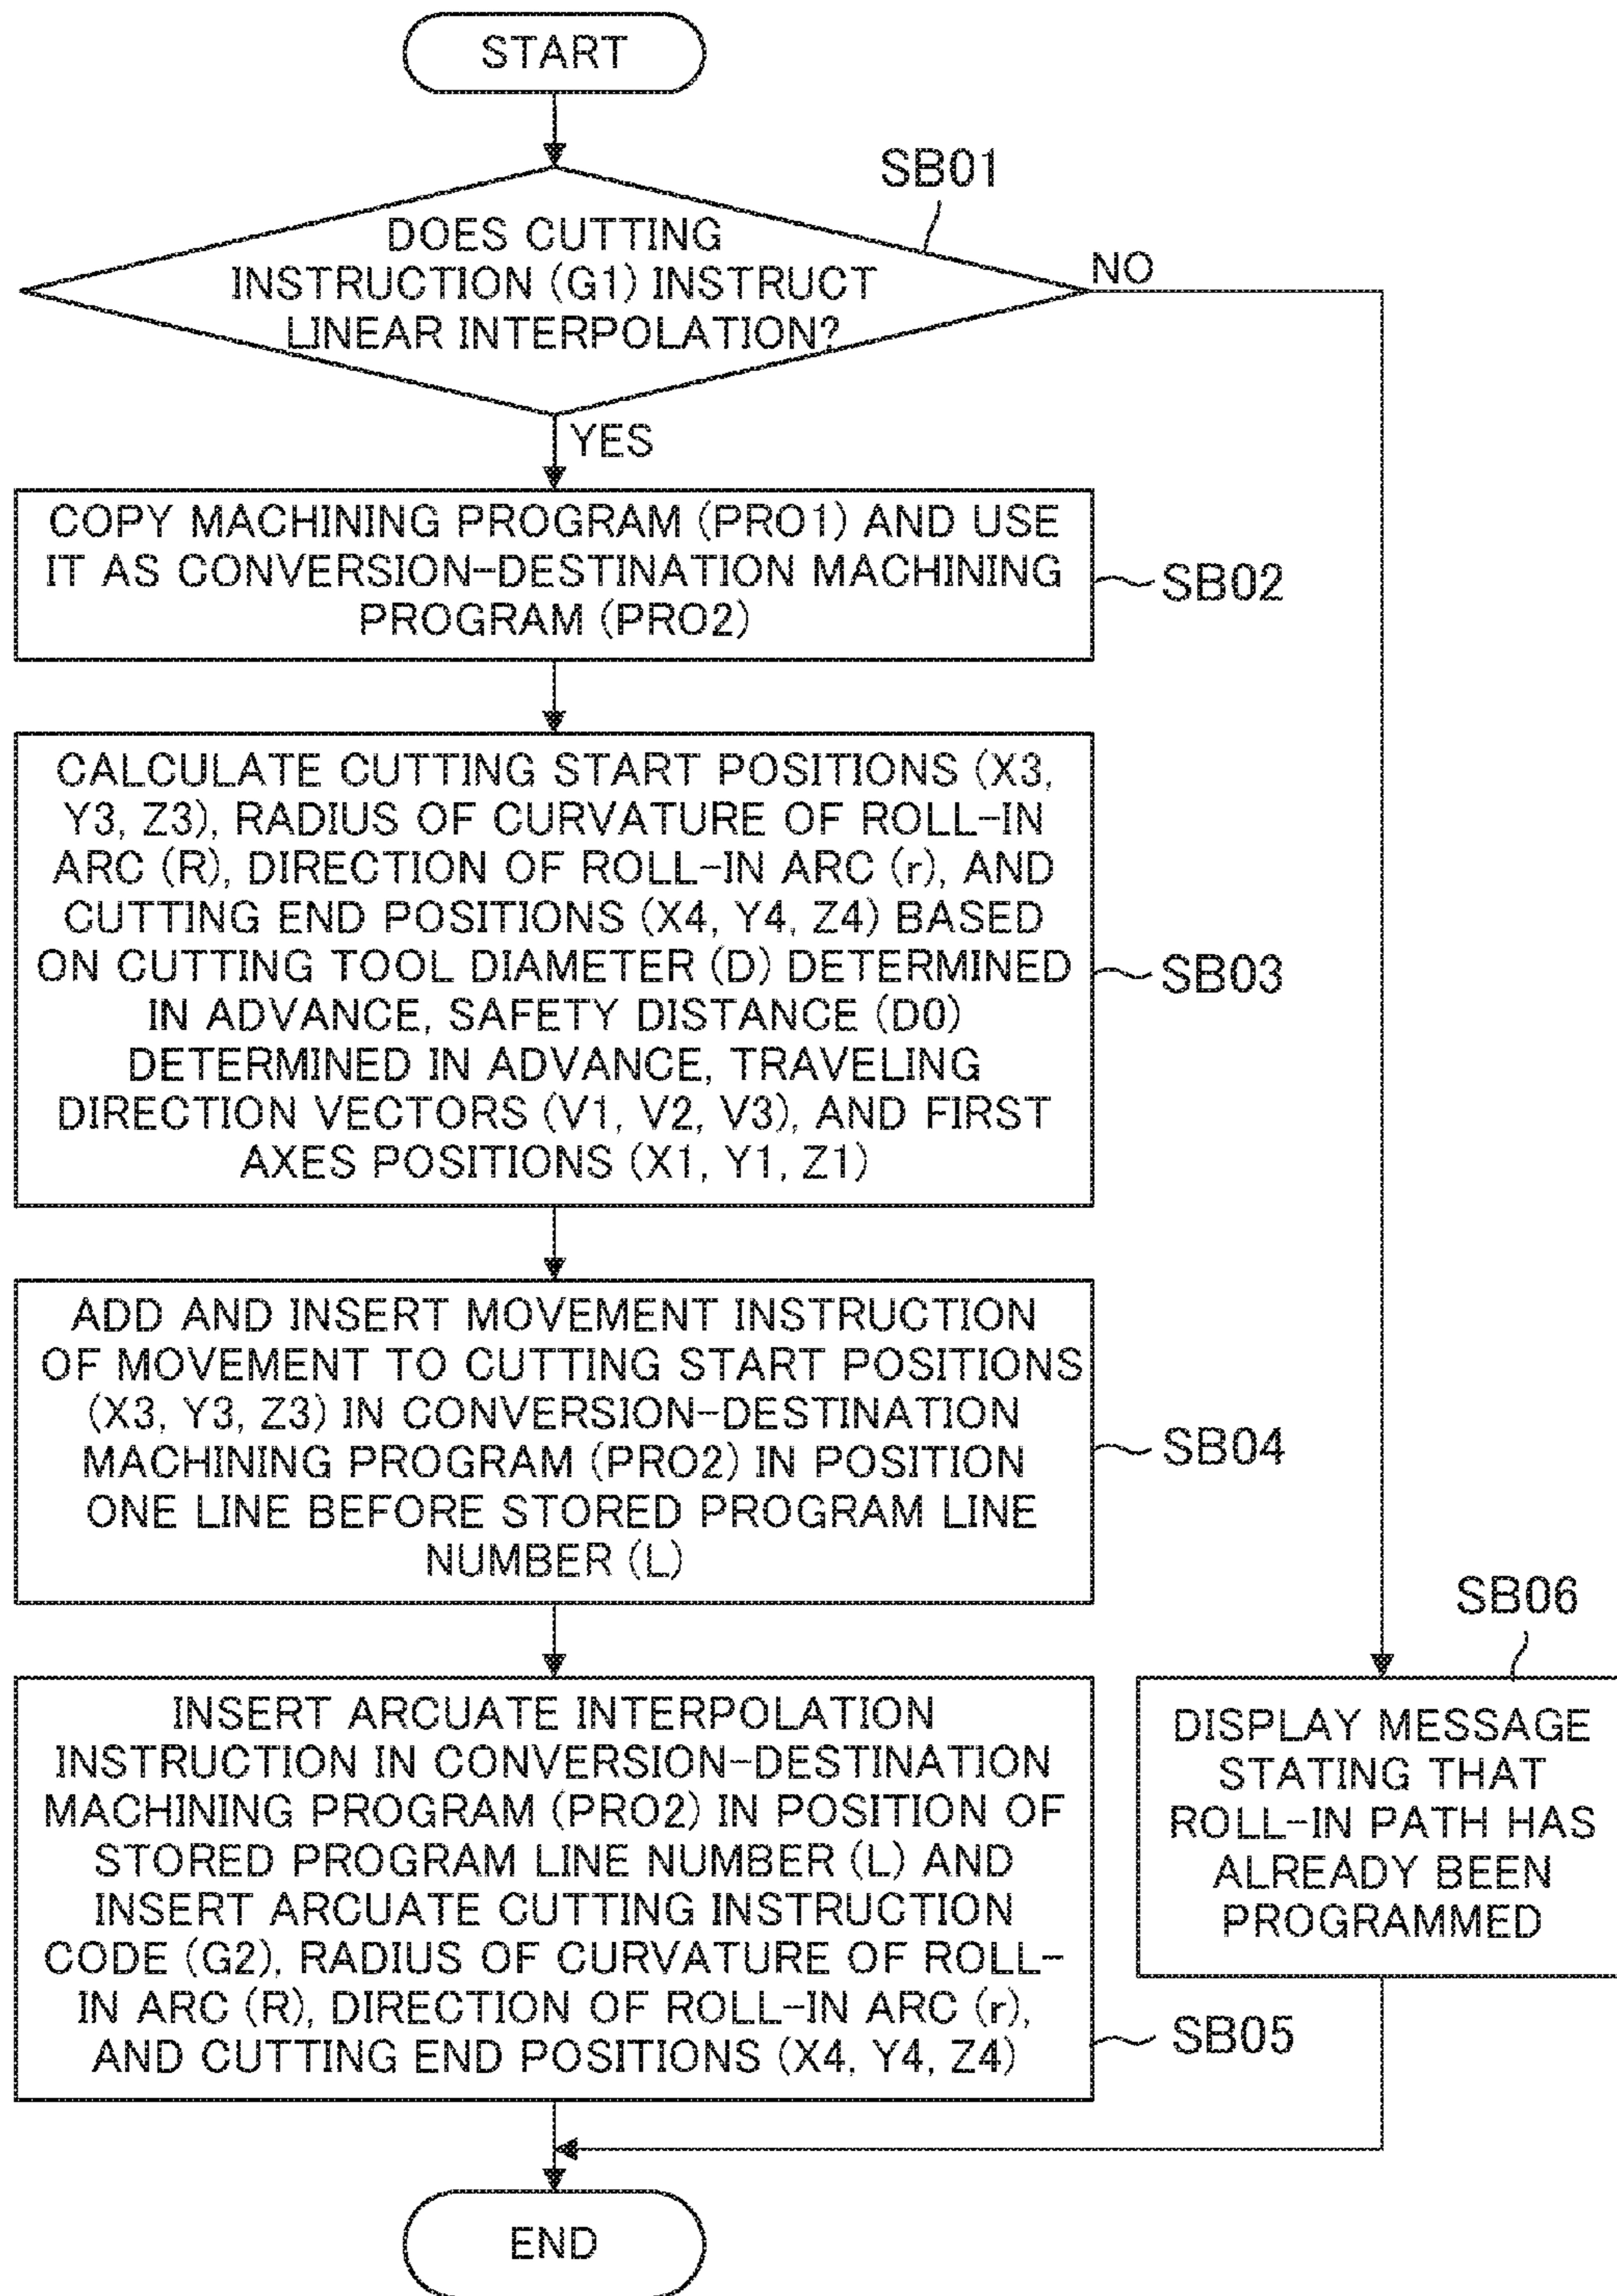 START
SB01
DOES CUTTING
INSTRUCTION (G1) INSTRUCT
LINEAR INTERPOLATION?
NO
YES
COPY MACHINING PROGRAM (PRO1) AND USE
IT AS CONVERSION-DESTINATION MACHINING
PROGRAM (PRO2)
SB02
CALCULATE CUTTING START POSITIONS (X3,
Y3, Z3), RADIUS OF CURVATURE OF ROLL-IN
ARC (R), DIRECTION OF ROLL-IN ARC (r), AND
CUTTING END POSITIONS (X4, Y4, Z4) BASED
ON CUTTING TOOL DIAMETER (D) DETERMINED
IN ADVANCE, SAFETY DISTANCE (D0)
DETERMINED IN ADVANCE, TRAVELING
DIRECTION VECTORS (V1, V2, V3), AND FIRST
AXES POSITIONS (X1, Y1, Z1)
SB03
ADD AND INSERT MOVEMENT INSTRUCTION
OF MOVEMENT TO CUTTING START POSITIONS
(X3, Y3, Z3) IN CONVERSION-DESTINATION
MACHINING PROGRAM (PRO2) IN POSITION
ONE LINE BEFORE STORED PROGRAM LINE
NUMBER (L)
SB04
INSERT ARCUATE INTERPOLATION
INSTRUCTION IN CONVERSION-DESTINATION
MACHINING PROGRAM (PRO2) IN POSITION OF
STORED PROGRAM LINE NUMBER (L) AND
INSERT ARCUATE CUTTING INSTRUCTION
CODE (G2), RADIUS OF CURVATURE OF ROLL-
IN ARC (R), DIRECTION OF ROLL-IN ARC (r),
AND CUTTING END POSITIONS (X4, Y4, Z4)
SB05
SB06
DISPLAY MESSAGE
STATING THAT
ROLL-IN PATH HAS
ALREADY BEEN
PROGRAMMED
END